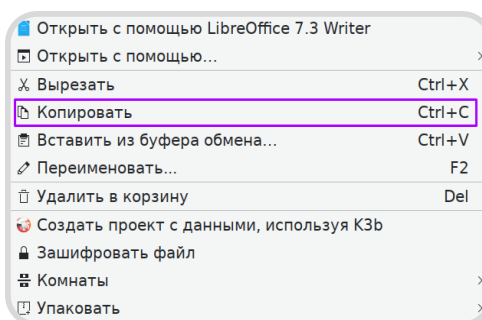 Открыть с помощью LibreOffice 7.3 Writer
Открыть с помощью...
Вырезать Ctrl+X
Копировать Ctrl+C
Вставить из буфера обмена... Ctrl+V
Переименовать... F2
Удалить в корзину Del
Создать проект с данными, используя K3b
Зашифровать файл
Комнаты
Упаковать